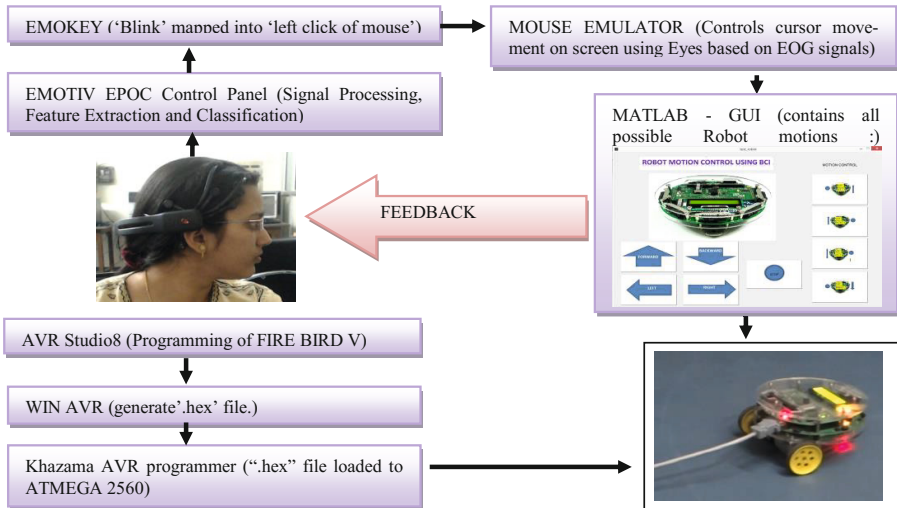 EMOKEY (‘Blink’ mapped into ‘left click of mouse’)
MOUSE EMULATOR (Controls cursor move-
ment on screen using Eyes based on EOG signals)
EMOTIV EPOC Control Panel (Signal Processing,
Feature Extraction and Classification)
MATLAB - GUI (contains all
possible Robot motions :)
ROBOT MOTION CONTROL USING BCI
MOTION CONTROL
FORWARD
BACKWARD
LEFT
RIGHT
FEEDBACK
AVR Studio8 (Programming of FIRE BIRD V)
WIN AVR (generate’.hex’ file.)
Khazama AVR programmer (“.hex” file loaded to
ATMEGA 2560)